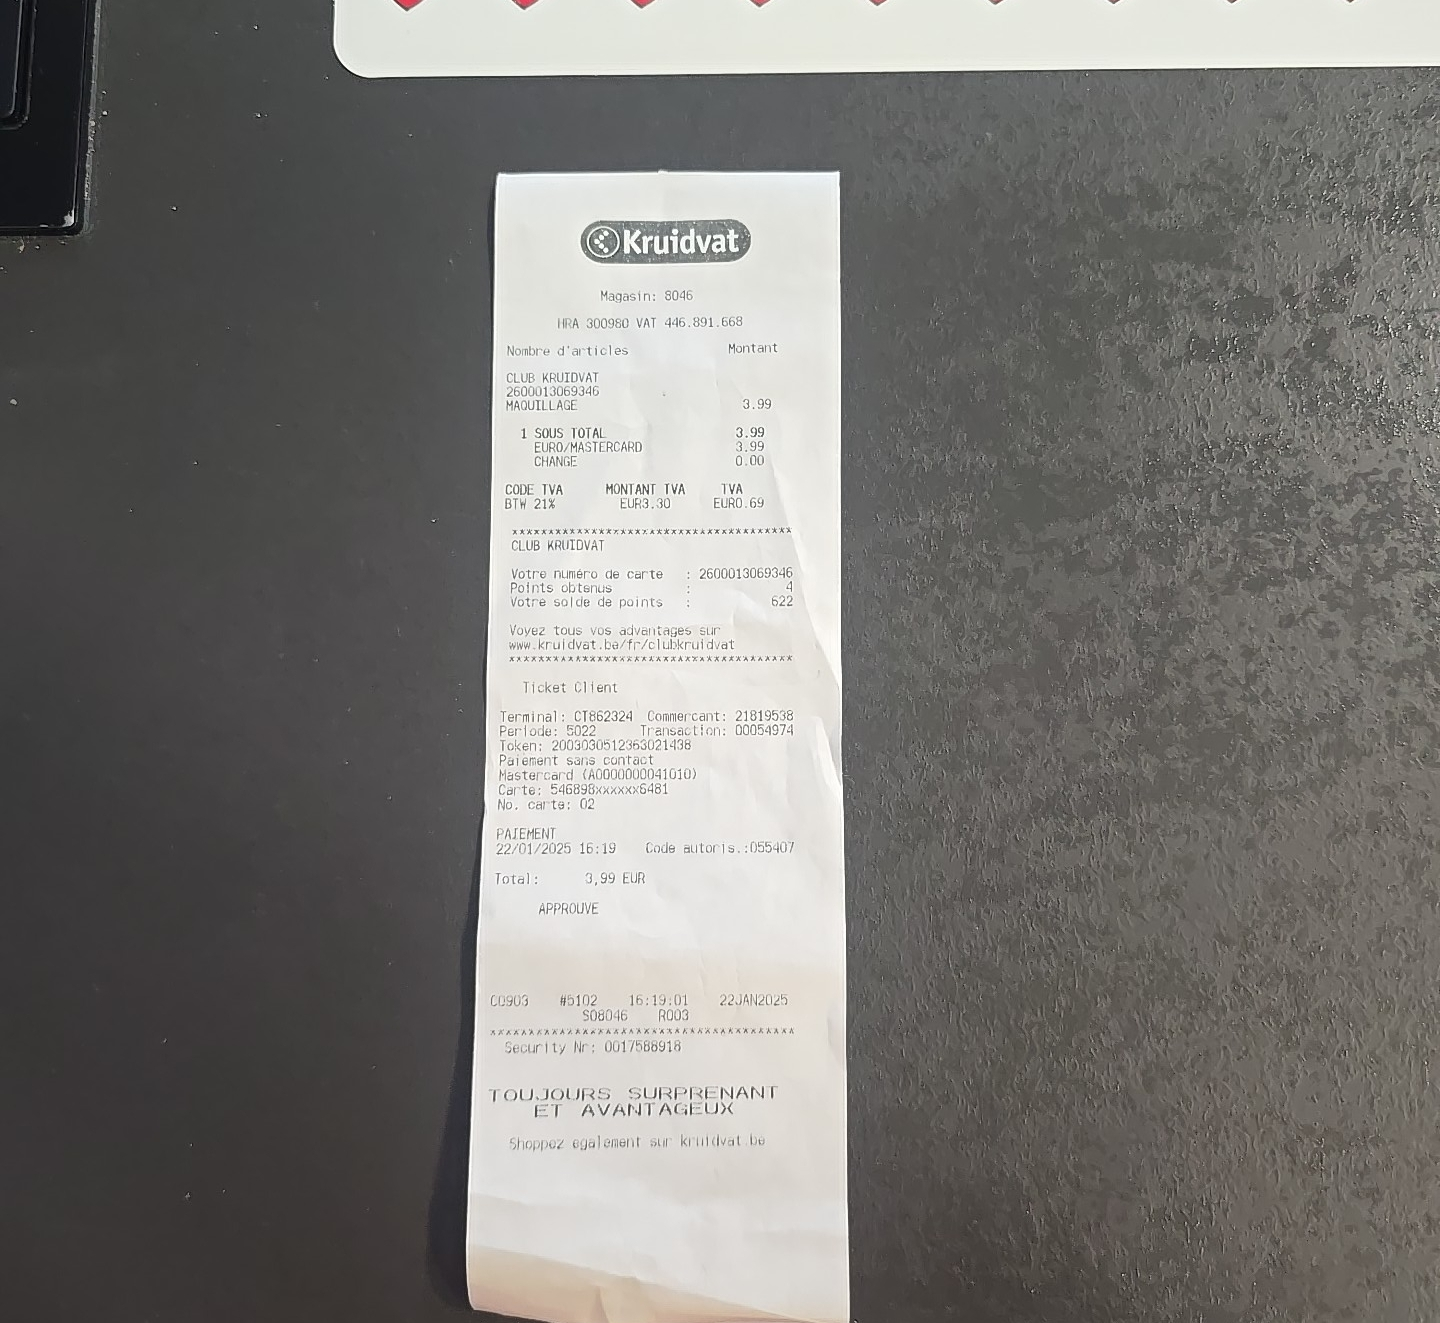 Kruidvat
Magasin: 8046
HRA 300980 VAT 446.891.668
Nombre d'articles Montant
CLUB KRUIDVAT
2600013069346
MAQUILLAGE 3.99
1 SOUS TOTAL 3.99
EURO/MASTERCARD 3.99
CHANGE 0.00
CODE TVA MONTANT TVA TVA
BTW 21% EUR3.30 EUR0.69
***************************************
CLUB KRUIDVAT
Votre numéro de carte : 2600013069346
Points obtenus : 4
Votre solde de points : 622
Voyez tous vos advantages sur
www.kruidvat.be/fr/clubkruidvat
***************************************
Ticket Client
Terminal: CT862324 Commercant: 21819538
Periode: 5022 Transaction: 00054974
Token: 2003030512363021438
Paiement sans contact
Mastercard (A0000000041010)
Carte: 546898xxxxxx6481
No. carte: 02
PAIEMENT
22/01/2025 16:19 Code autoris.:055407
Total: 3,99 EUR
APPROUVE
C0903 #5102 16:19:01 22JAN2025
S08046 R003
***************************************
Security Nr: 0017588918
TOUJOURS SURPRENANT
ET AVANTAGEUX
Shoppez egalement sur kruidvat.be